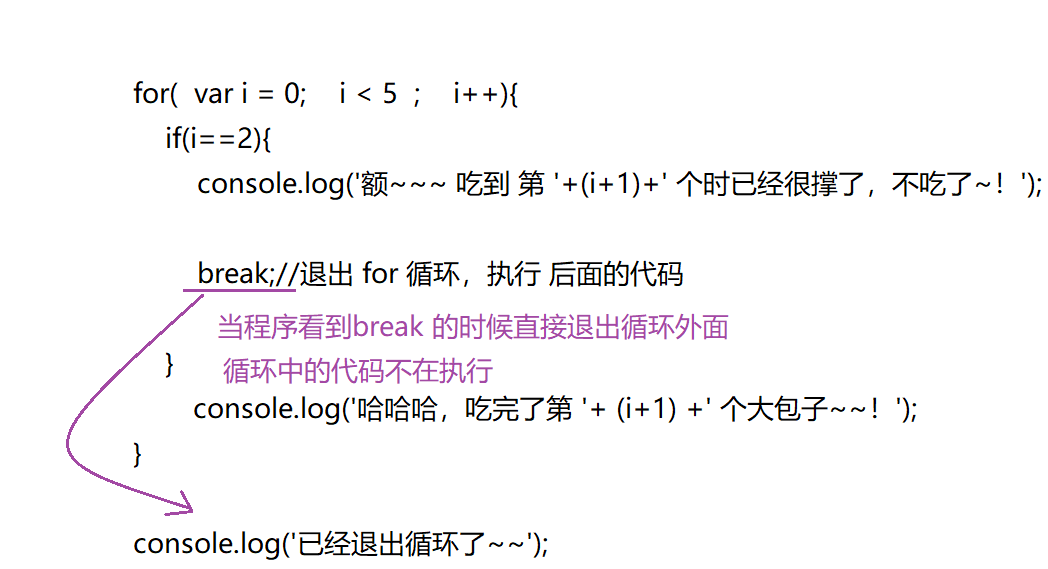 for(  var i = 0;    i < 5  ;    i++){
if(i==2){
console.log('额~~~ 吃到 第 '+(i+1)+' 个时已经很撑了，不吃了~！');
break;//退出 for 循环，执行 后面的代码
当程序看到break 的时候直接退出循环外面
} 循环中的代码不在执行
console.log('哈哈哈，吃完了第 '+ (i+1) +' 个大包子~~！');
}
console.log('已经退出循环了~~');